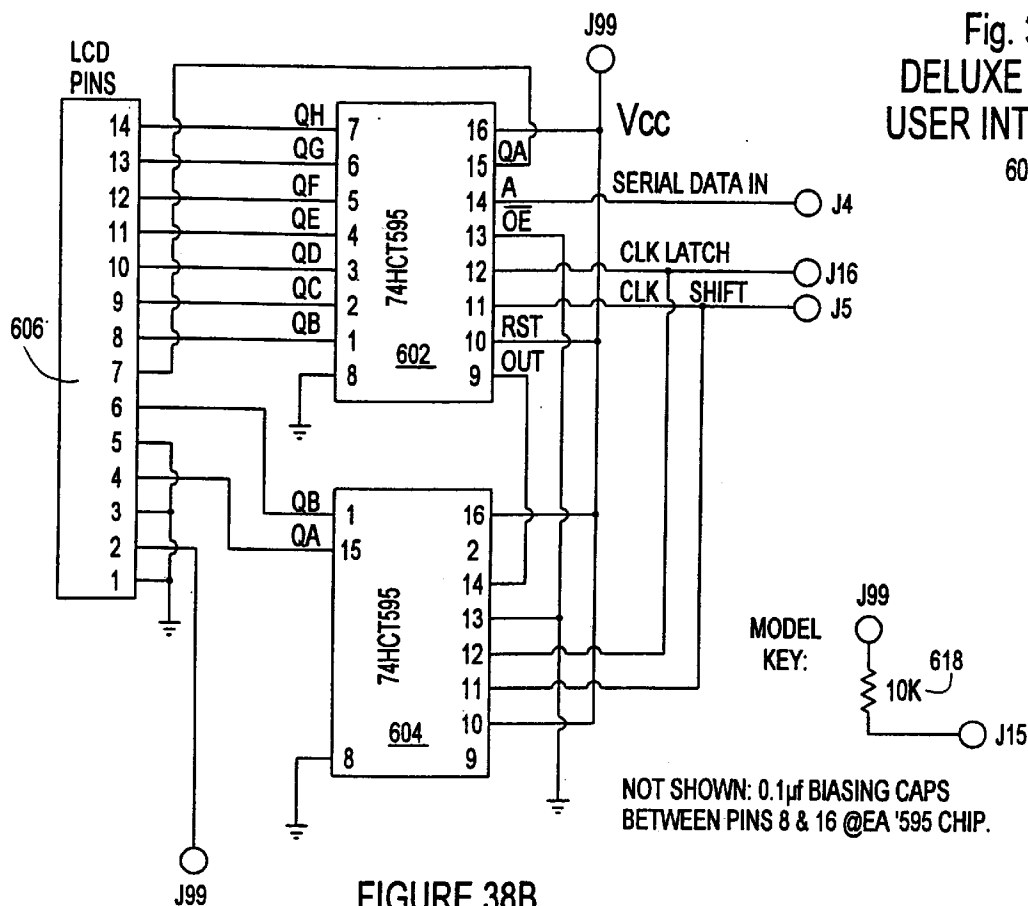 J99
Fig. 3
DELUXE
USER INT
60
LCD
PINS
14
13
12
11
10
9
8
7
6
5
4
3
2
1
606
QH
QG
QF
QE
QD
QC
QB
7
6
5
4
3
2
1
8
74HCT595
602
16
15
14
13
12
11
10
9
Vcc
QA
A
OE
RST
OUT
SERIAL DATA IN
J4
CLK LATCH
J16
CLK SHIFT
J5
QB
QA
1
15
8
74HCT595
604
16
2
14
13
12
11
10
9
MODEL
KEY:
J99
10K
618
J15
NOT SHOWN: 0.1µf BIASING CAPS
BETWEEN PINS 8 & 16 @EA '595 CHIP.
J99
FIGURE 38B